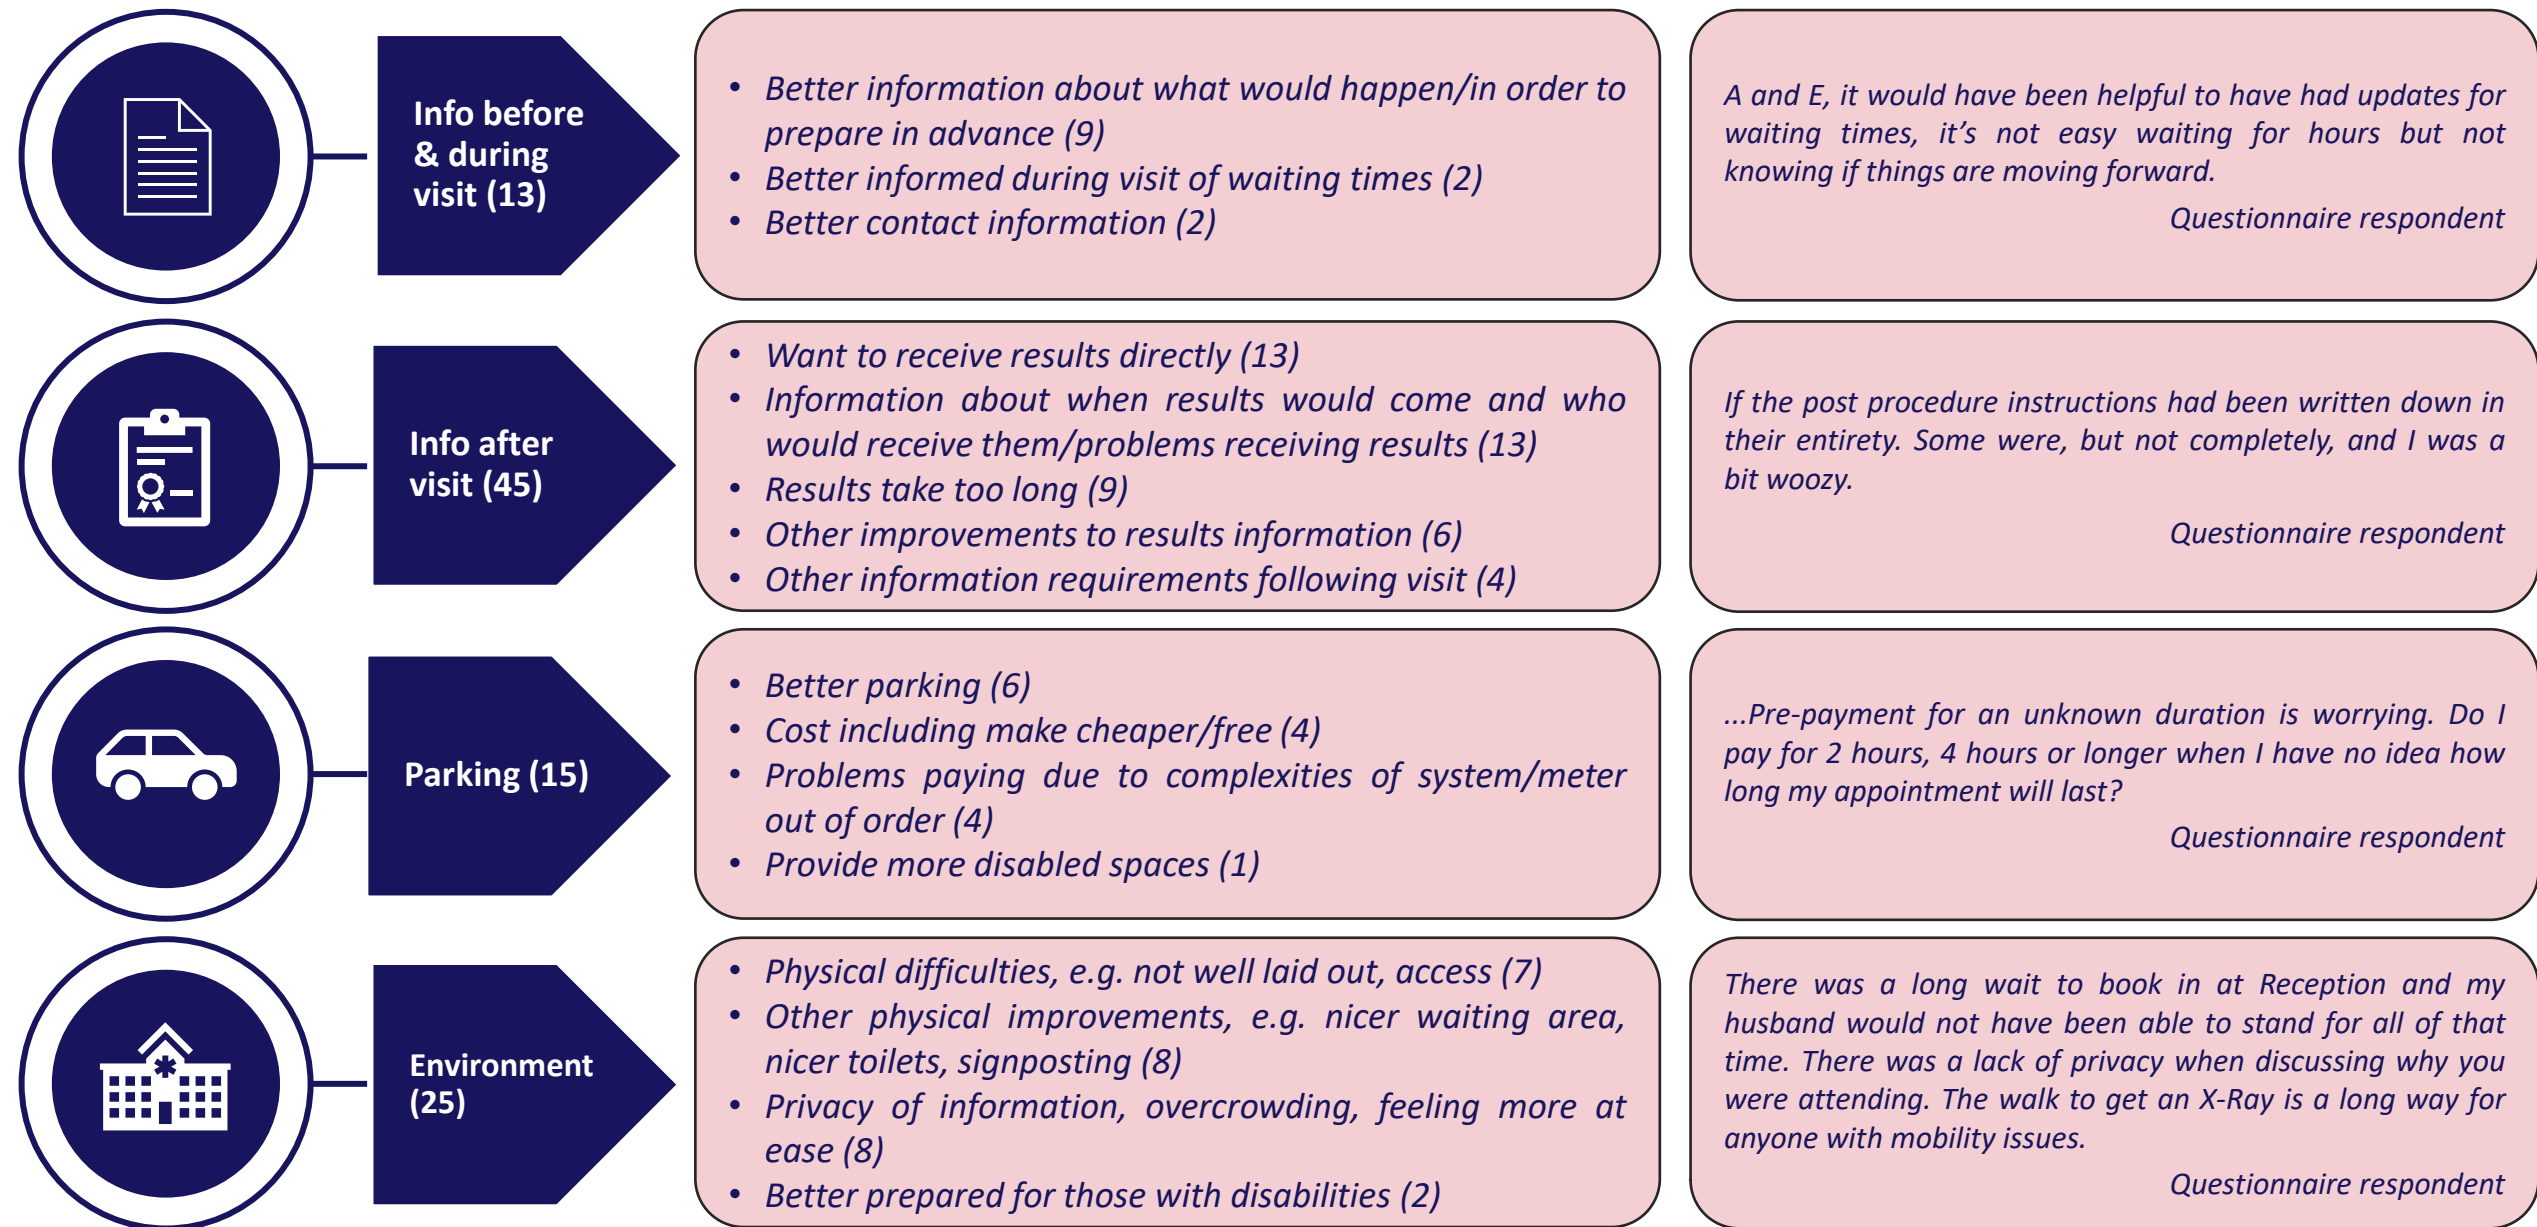 Info before
& during
visit (13)
• Better information about what would happen/in order to
prepare in advance (9)
• Better informed during visit of waiting times (2)
• Better contact information (2)
A and E, it would have been helpful to have had updates for
waiting times, it’s not easy waiting for hours but not
knowing if things are moving forward.
Questionnaire respondent
Info after
visit (45)
• Want to receive results directly (13)
• Information about when results would come and who
would receive them/problems receiving results (13)
• Results take too long (9)
• Other improvements to results information (6)
• Other information requirements following visit (4)
If the post procedure instructions had been written down in
their entirety. Some were, but not completely, and I was a
bit woozy.
Questionnaire respondent
Parking (15)
• Better parking (6)
• Cost including make cheaper/free (4)
• Problems paying due to complexities of system/meter
out of order (4)
• Provide more disabled spaces (1)
...Pre-payment for an unknown duration is worrying. Do I
pay for 2 hours, 4 hours or longer when I have no idea how
long my appointment will last?
Questionnaire respondent
Environment
(25)
• Physical difficulties, e.g. not well laid out, access (7)
• Other physical improvements, e.g. nicer waiting area,
nicer toilets, signposting (8)
• Privacy of information, overcrowding, feeling more at
ease (8)
• Better prepared for those with disabilities (2)
There was a long wait to book in at Reception and my
husband would not have been able to stand for all of that
time. There was a lack of privacy when discussing why you
were attending. The walk to get an X-Ray is a long way for
anyone with mobility issues.
Questionnaire respondent